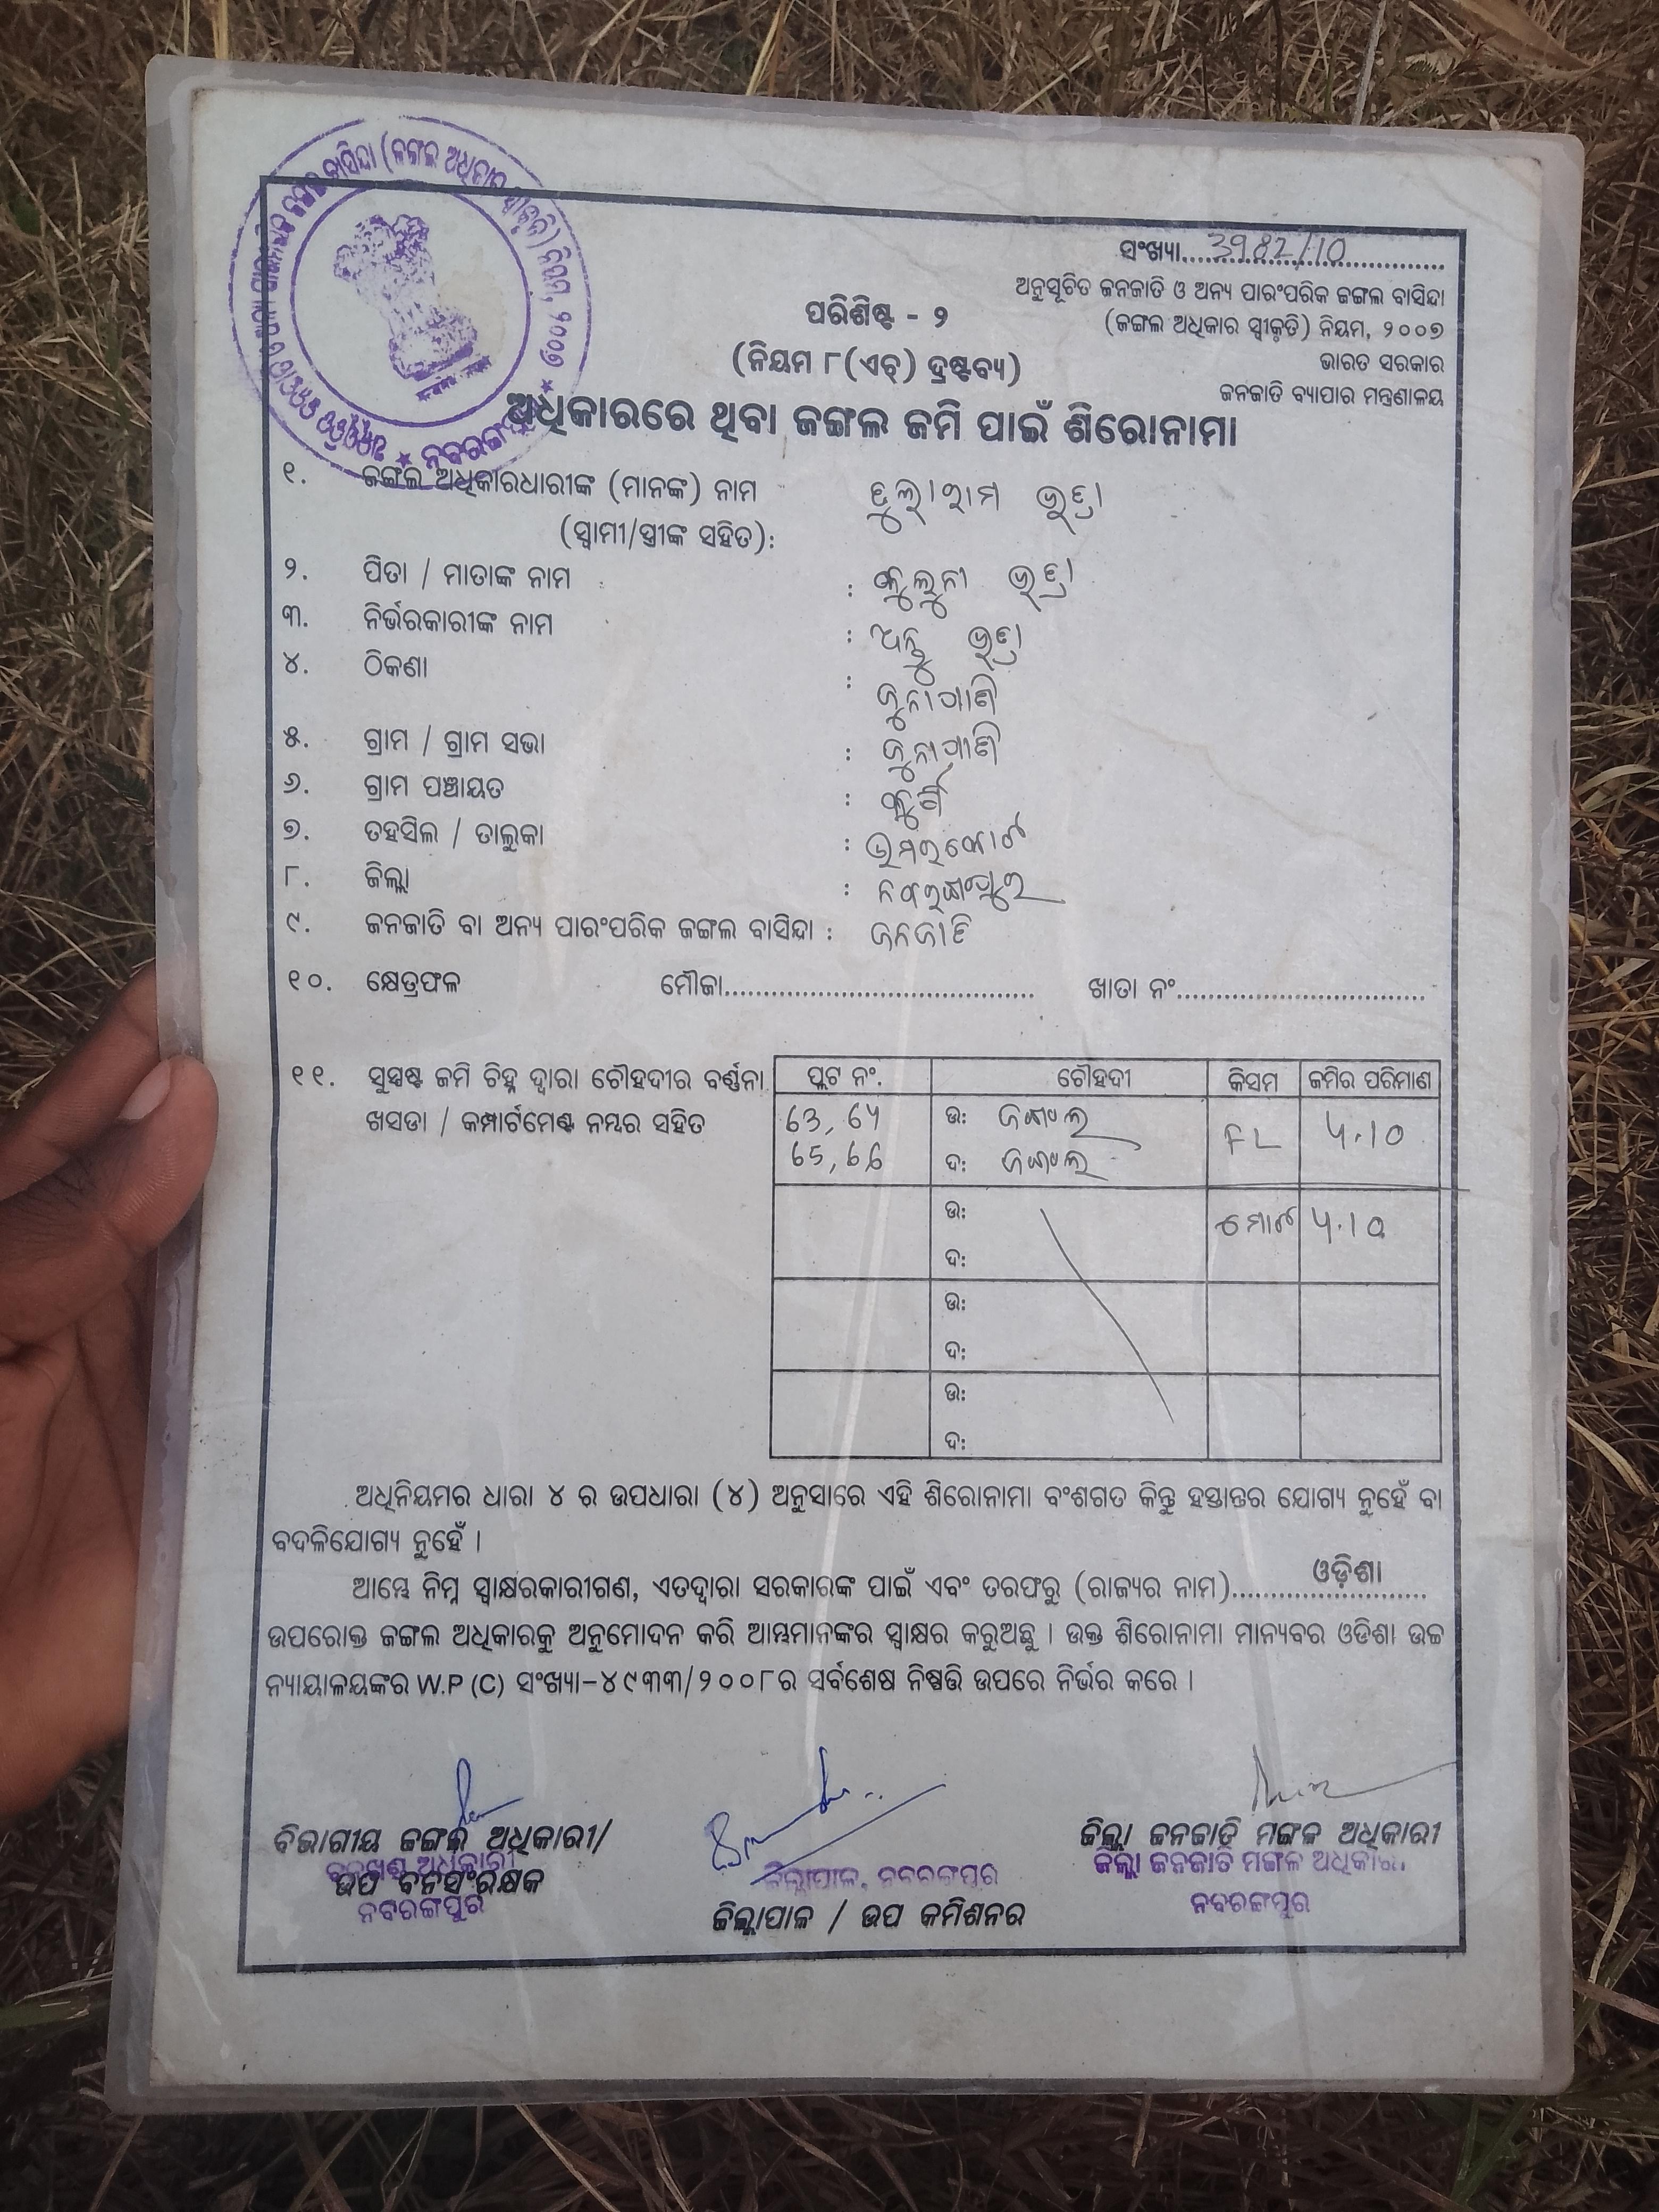 ସଂଖ୍ୟା....3982/10....
ଅନୁସୂଚିତ ଜନଜାତି ଓ ଅନ୍ୟ ପାରଂପରିକ ଜଙ୍ଗଲ ବାସିନ୍ଦା
(ଜଙ୍ଗଲ ଅଧିକାର ସ୍ୱୀକୃତି) ନିୟମ, ୨୦୦୭
ଭାରତ ସରକାର
ଜନଜାତି ବ୍ୟାପାର ମନ୍ତ୍ରଣାଳୟ
ପରିଶିଷ୍ଟ - ୨
(ନିୟମ ୮(ଏଚ୍) ଦ୍ରଷ୍ଟବ୍ୟ)
ଅଧିକାରରେ ଥିବା ଜଙ୍ଗଲ ଜମି ପାଇଁ ଶିରୋନାମା
୧. ଜଙ୍ଗଲ ଅଧିକାରଧାରୀଙ୍କ (ମାନଙ୍କ) ନାମ ତୁଲାରାମ ଭତ୍ରା
(ସ୍ୱାମୀ/ସ୍ତ୍ରୀଙ୍କ ସହିତ):
୨. ପିତା / ମାତାଙ୍କ ନାମ : ଭତ୍ରା
୩. ନିର୍ଭରକାରୀଙ୍କ ନାମ : ଭତ୍ରା
୪. ଠିକଣା : ଜୁନାପାଣି
୫. ଗ୍ରାମ / ଗ୍ରାମ ସଭା : ଜୁନାପାଣି
୬. ଗ୍ରାମ ପଞ୍ଚାୟତ :
୭. ତହସିଲ / ତାଲୁକା : ଉମରକୋଟ
୮. ଜିଲ୍ଲା : ନବରଙ୍ଗପୁର
୯. ଜନଜାତି ବା ଅନ୍ୟ ପାରଂପରିକ ଜଙ୍ଗଲ ବାସିନ୍ଦା : ଜନଜାତି
୧୦. କ୍ଷେତ୍ରଫଳ ମୌଜା........ ଖାତା ନଂ........
୧୧. ସୁସ୍ପଷ୍ଟ ଜମି ଚିହ୍ନ ଦ୍ୱାରା ଚୌହଦୀର ବର୍ଣ୍ଣନା
ଖସଡା / କମ୍ପାର୍ଟମେଣ୍ଟ ନମ୍ବର ସହିତ
ପ୍ଲଟ ନଂ. ଚୌହଦୀ କିସମ ଜମିର ପରିମାଣ
63, 64 ଉ: ଜଙ୍ଗଲ FL ୪.10
65, 66 ଦ: ଜଙ୍ଗଲ
ଉ: ମୋଟ ୪.10
ଦ:
ଉ:
ଦ:
ଉ:
ଦ:
ଅଧିନିୟମର ଧାରା ୪ ର ଉପଧାରା (୪) ଅନୁସାରେ ଏହି ଶିରୋନାମା ବଂଶଗତ କିନ୍ତୁ ହସ୍ତାନ୍ତର ଯୋଗ୍ୟ ନୁହେଁ ବା
ବଦଳିଯୋଗ୍ୟ ନୁହେଁ ।
ଆମ୍ଭେ ନିମ୍ନ ସ୍ୱାକ୍ଷରକାରୀଗଣ, ଏତଦ୍ୱାରା ସରକାରଙ୍କ ପାଇଁ ଏବଂ ତରଫରୁ (ରାଜ୍ୟର ନାମ)....ଓଡ଼ିଶା....
ଉପରୋକ୍ତ ଜଙ୍ଗଲ ଅଧିକାରକୁ ଅନୁମୋଦନ କରି ଆମ୍ଭମାନଙ୍କର ସ୍ୱାକ୍ଷର କରୁଅଛୁ । ଉକ୍ତ ଶିରୋନାମା ମାନ୍ୟବର ଓଡିଶା ଉଚ୍ଚ
ନ୍ୟାୟାଳୟଙ୍କର W.P (C) ସଂଖ୍ୟା-୪୯୩୩/୨୦୦୮ର ସର୍ବଶେଷ ନିଷ୍ପତ୍ତି ଉପରେ ନିର୍ଭର କରେ ।
ବିଭାଗୀୟ ଜଙ୍ଗଲ ଅଧିକାରୀ/
ଉପ ବନସଂରକ୍ଷକ
ନବରଙ୍ଗପୁର
ଜିଲ୍ଲାପାଳ, ନବରଙ୍ଗପୁର
ଜିଲ୍ଲାପାଳ / ଉପ କମିଶନର
ଜିଲ୍ଲା ଜନଜାତି ମଙ୍ଗଳ ଅଧିକାରୀ
ଜିଲ୍ଲା ଜନଜାତି ମଙ୍ଗଳ ଅଧିକାରୀ
ନବରଙ୍ଗପୁର